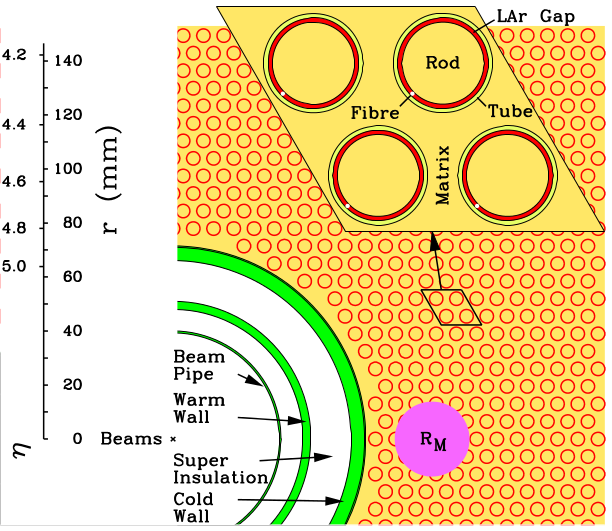 LAr Gap
Rod
Fibre
Tube
Matrix
4.2
4.4
4.6
4.8
5.0
η
140
120
100
80
60
40
20
0
r (mm)
Beam
Pipe
Warm
Wall
Beams ×
Super
Insulation
Cold
Wall
R_M